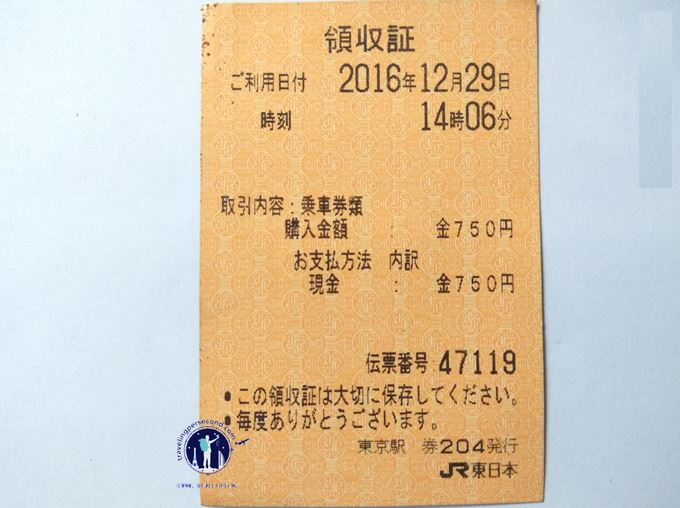 領収証
ご利用日付 2016年12月29日
時刻 14時06分
取引内容：乗車券類
購入金額 ： 金750円
お支払方法 内訳
現金 ： 金750円
伝票番号 47119
•この領収証は大切に保存してください。
•毎度ありがとうございます。
東京駅 券204発行
JR東日本
travelingpersecond.com